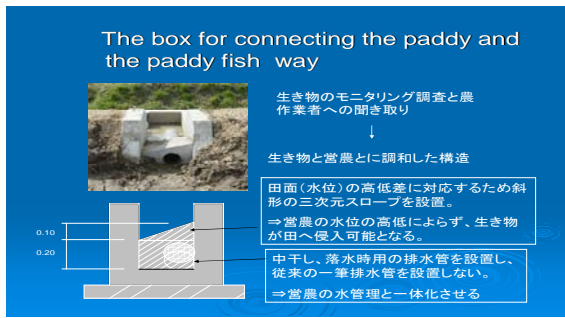 The box for connecting the paddy and
the paddy fish way
生き物のモニタリング調査と農
作業者への聞き取り
↓
生き物と営農とに調和した構造
田面（水位）の高低差に対応するため斜
形の三次元スロープを設置。
⇒営農の水位の高低によらず、生き物
が田へ侵入可能となる。
0.10
0.20
中干し、落水時用の排水管を設置し、
従来の一筆排水管を設置しない。
⇒営農の水管理と一体化させる